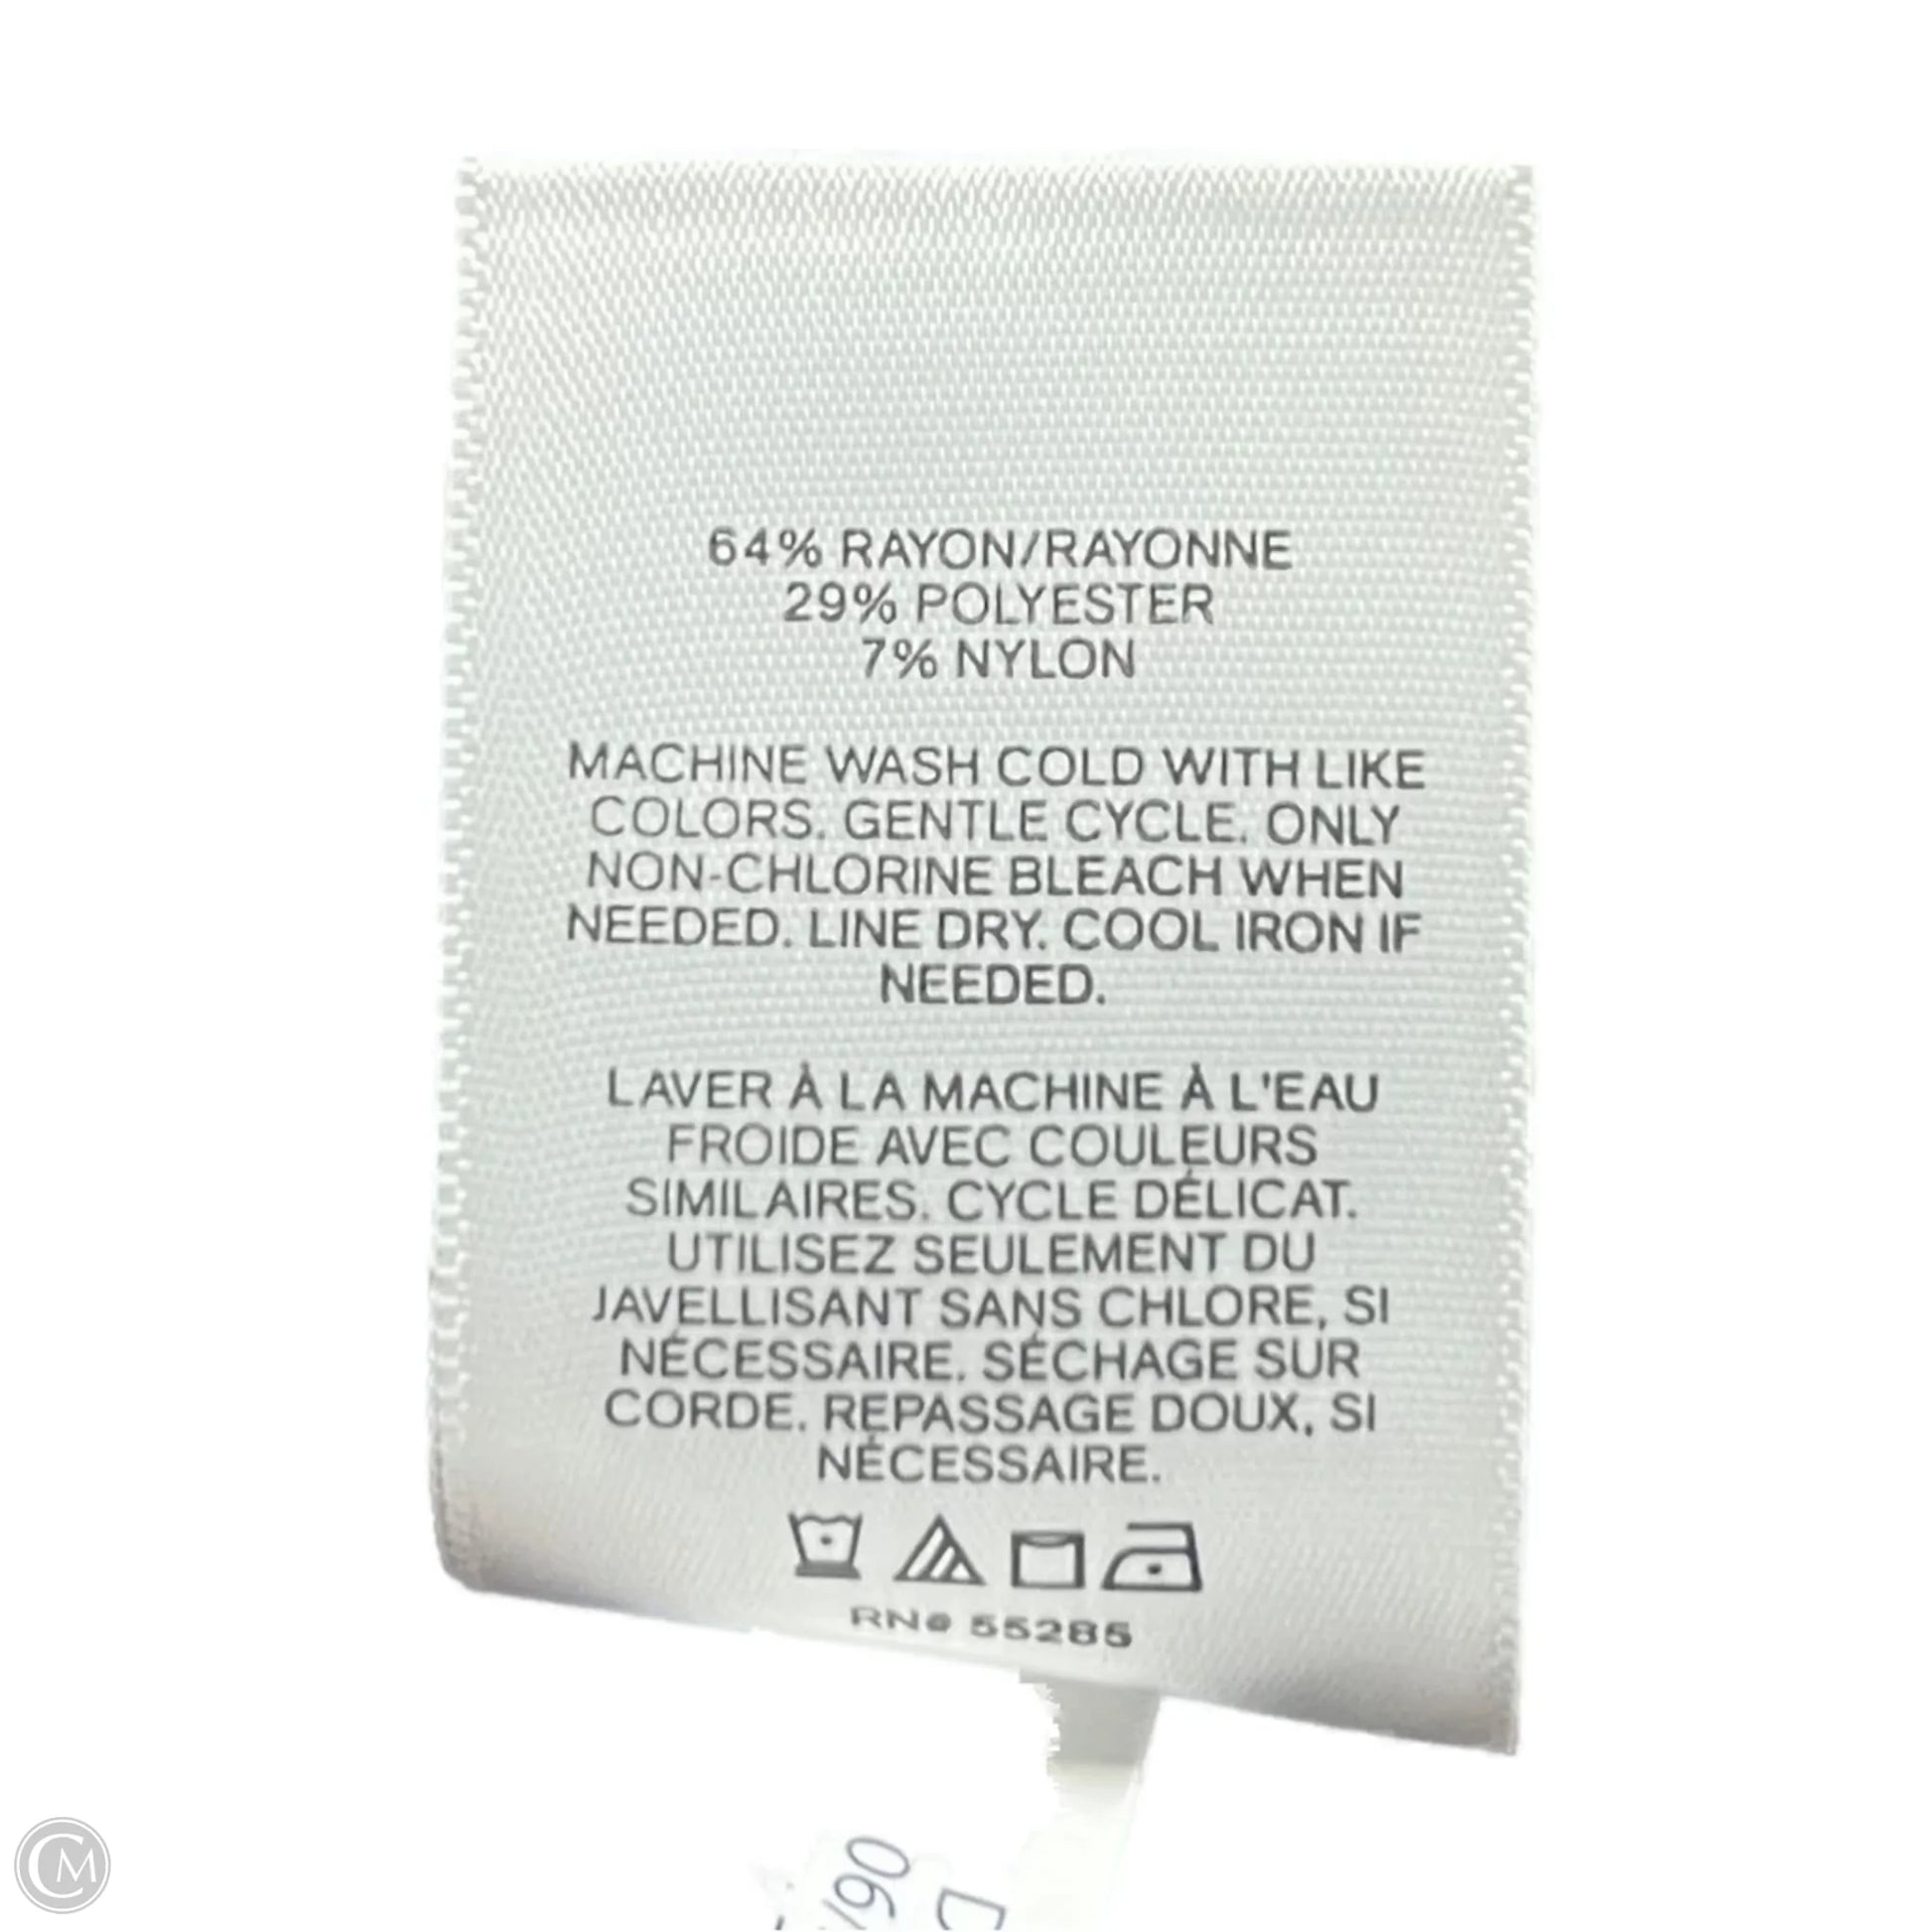 64% RAYON/RAYONNE
29% POLYESTER
7% NYLON
MACHINE WASH COLD WITH LIKE
COLORS. GENTLE CYCLE. ONLY
NON-CHLORINE BLEACH WHEN
NEEDED. LINE DRY. COOL IRON IF
NEEDED.
LAVER À LA MACHINE À L'EAU
FROIDE AVEC COULEURS
SIMILAIRES. CYCLE DÉLICAT.
UTILISEZ SEULEMENT DU
JAVELLISANT SANS CHLORE, SI
NÉCESSAIRE. SÉCHAGE SUR
CORDE. REPASSAGE DOUX, SI
NÉCESSAIRE.
RN# 55285
CM